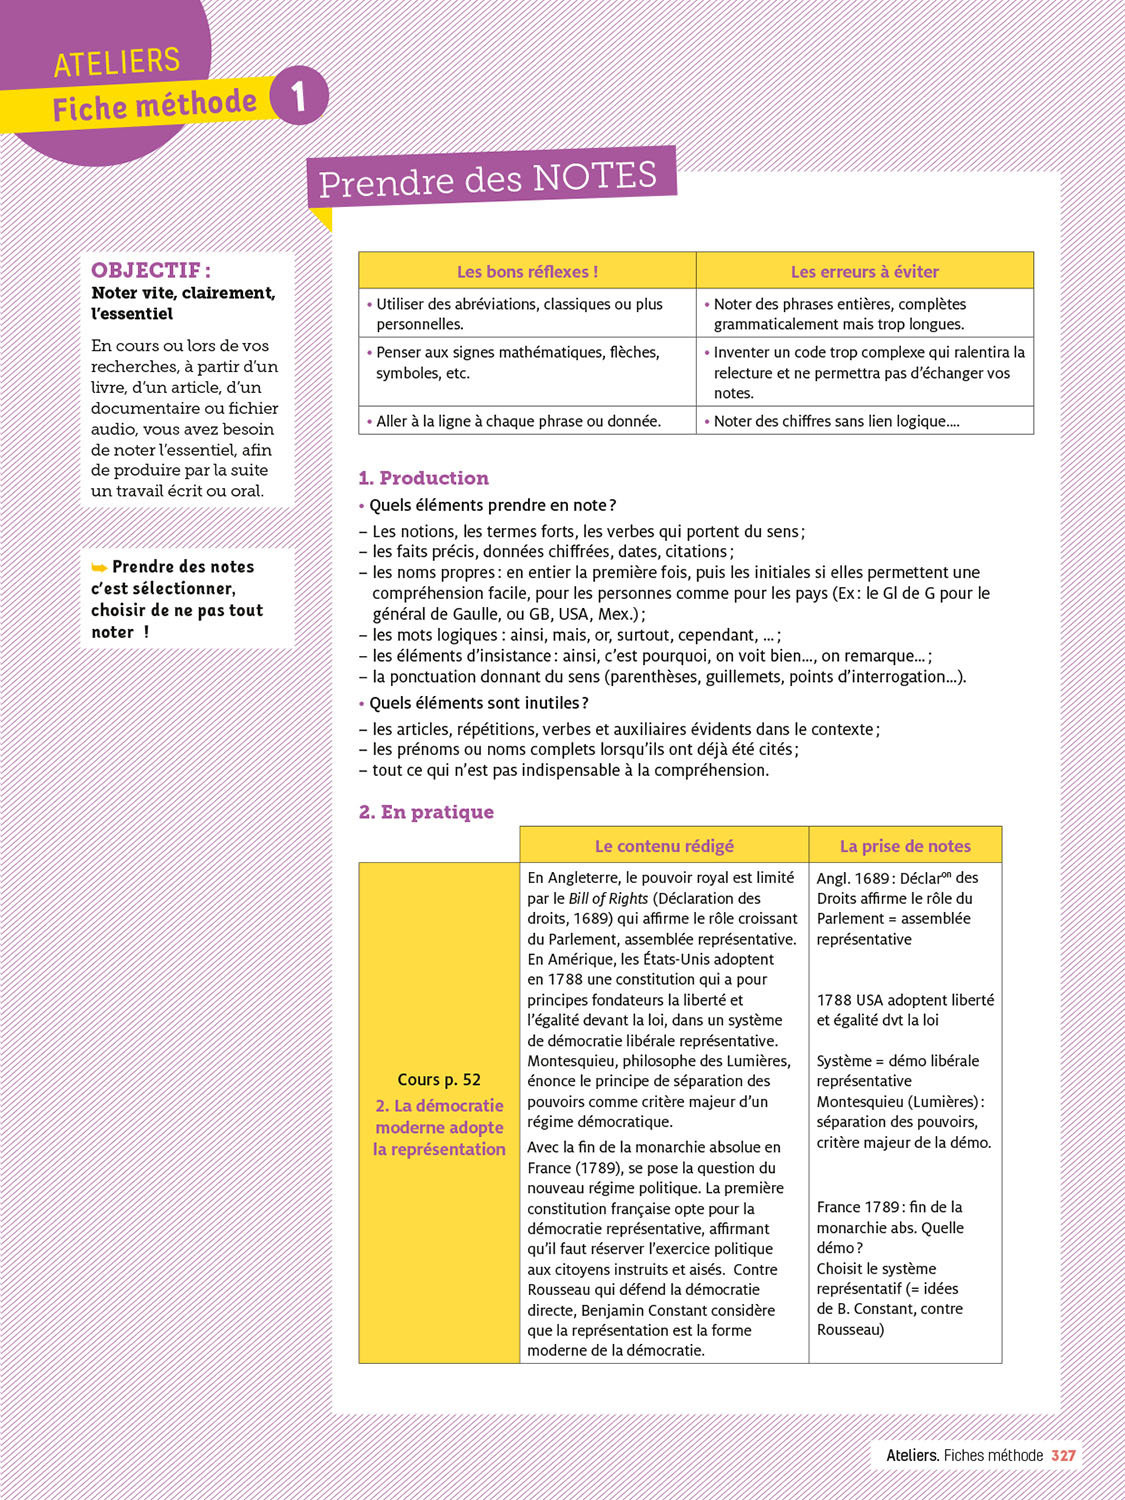 ATELIERS
Fiche méthode 1
Prendre des NOTES
OBJECTIF :
Noter vite, clairement,
l'essentiel
En cours ou lors de vos
recherches, à partir d'un
livre, d'un article, d'un
documentaire ou fichier
audio, vous avez besoin
de noter l'essentiel, afin
de produire par la suite
un travail écrit ou oral.
➥ Prendre des notes
c'est sélectionner,
choisir de ne pas tout
noter !
Les bons réflexes !
Les erreurs à éviter
• Utiliser des abréviations, classiques ou plus
personnelles.
• Noter des phrases entières, complètes
grammaticalement mais trop longues.
• Penser aux signes mathématiques, flèches,
symboles, etc.
• Inventer un code trop complexe qui ralentira la
relecture et ne permettra pas d'échanger vos
notes.
• Aller à la ligne à chaque phrase ou donnée.
• Noter des chiffres sans lien logique....
1. Production
• Quels éléments prendre en note ?
– Les notions, les termes forts, les verbes qui portent du sens ;
– les faits précis, données chiffrées, dates, citations ;
– les noms propres : en entier la première fois, puis les initiales si elles permettent une
compréhension facile, pour les personnes comme pour les pays (Ex : le Gl de G pour le
général de Gaulle, ou GB, USA, Mex.) ;
– les mots logiques : ainsi, mais, or, surtout, cependant, ... ;
– les éléments d'insistance : ainsi, c'est pourquoi, on voit bien..., on remarque... ;
– la ponctuation donnant du sens (parenthèses, guillemets, points d'interrogation...).
• Quels éléments sont inutiles ?
– les articles, répétitions, verbes et auxiliaires évidents dans le contexte ;
– les prénoms ou noms complets lorsqu'ils ont déjà été cités ;
– tout ce qui n'est pas indispensable à la compréhension.
2. En pratique
Le contenu rédigé
La prise de notes
Cours p. 52
2. La démocratie
moderne adopte
la représentation
En Angleterre, le pouvoir royal est limité
par le Bill of Rights (Déclaration des
droits, 1689) qui affirme le rôle croissant
du Parlement, assemblée représentative.
En Amérique, les États-Unis adoptent
en 1788 une constitution qui a pour
principes fondateurs la liberté et
l'égalité devant la loi, dans un système
de démocratie libérale représentative.
Montesquieu, philosophe des Lumières,
énonce le principe de séparation des
pouvoirs comme critère majeur d'un
régime démocratique.
Avec la fin de la monarchie absolue en
France (1789), se pose la question du
nouveau régime politique. La première
constitution française opte pour la
démocratie représentative, affirmant
qu'il faut réserver l'exercice politique
aux citoyens instruits et aisés. Contre
Rousseau qui défend la démocratie
directe, Benjamin Constant considère
que la représentation est la forme
moderne de la démocratie.
Angl. 1689 : Déclarᵒⁿ des
Droits affirme le rôle du
Parlement = assemblée
représentative
1788 USA adoptent liberté
et égalité dvt la loi
Système = démo libérale
représentative
Montesquieu (Lumières) :
séparation des pouvoirs,
critère majeur de la démo.
France 1789 : fin de la
monarchie abs. Quelle
démo ?
Choisit le système
représentatif (= idées
de B. Constant, contre
Rousseau)
Ateliers. Fiches méthode 327